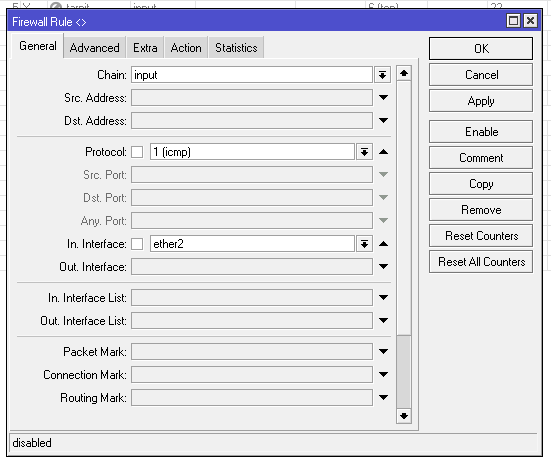 Firewall Rule <>
General Advanced Extra Action Statistics
Chain: input
Src. Address:
Dst. Address:
Protocol: 1 (icmp)
Src. Port:
Dst. Port:
Any. Port:
In. Interface: ether2
Out. Interface:
In. Interface List:
Out. Interface List:
Packet Mark:
Connection Mark:
Routing Mark:
OK
Cancel
Apply
Enable
Comment
Copy
Remove
Reset Counters
Reset All Counters
disabled